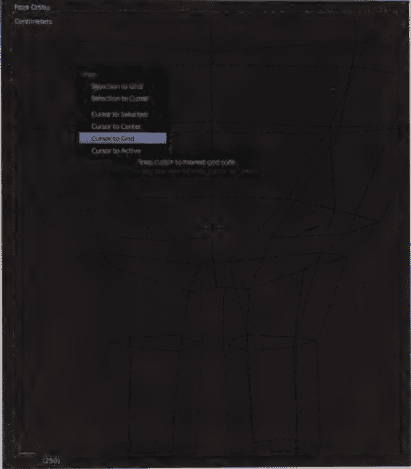 Front Ortho
Centimeters
Snap
Selection to Grid
Selection to Cursor
Cursor to Selected
Cursor to Center
Cursor to Grid
Cursor to Active
Snap cursor to nearest grid node
(250)